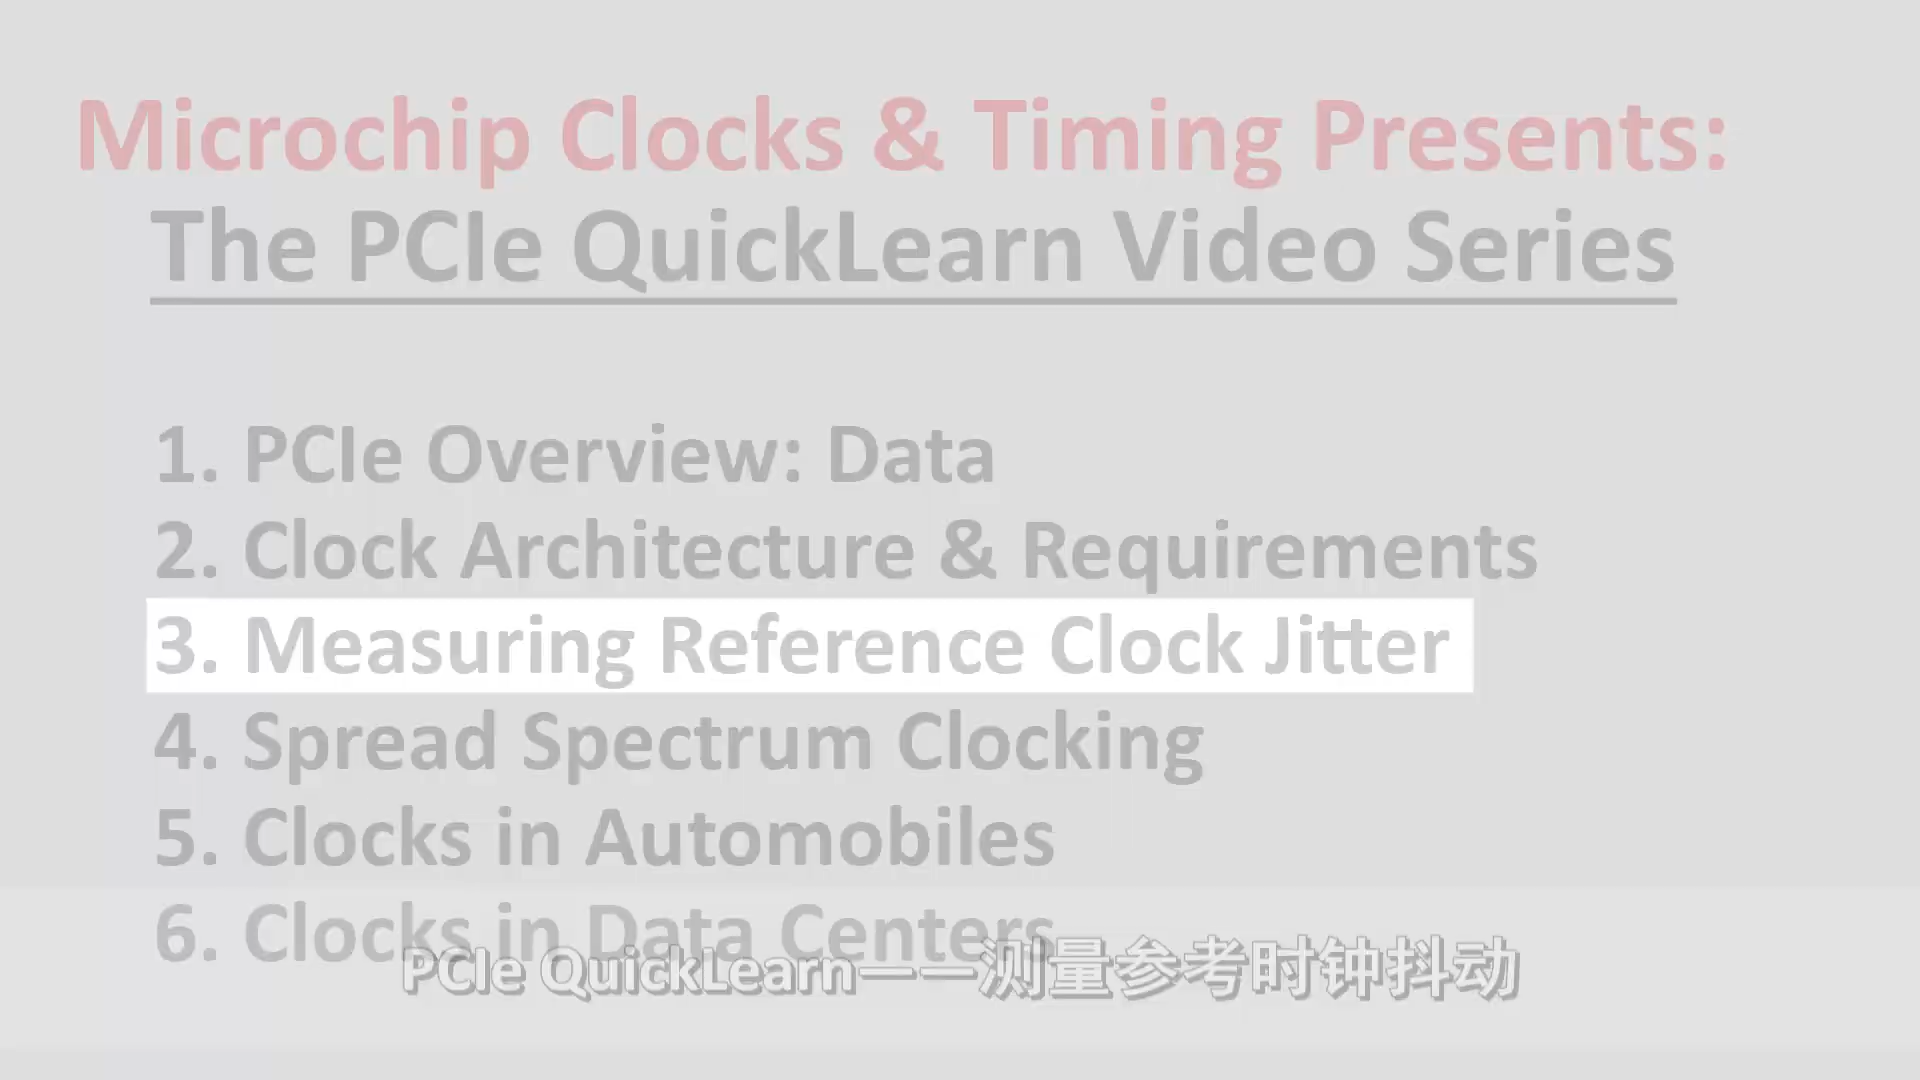 Microchip Clocks & Timing Presents:
The PCIe QuickLearn Video Series
1. PCIe Overview: Data
2. Clock Architecture & Requirements
3. Measuring Reference Clock Jitter
4. Spread Spectrum Clocking
5. Clocks in Automobiles
6. Clocks in Data Centers
PCIe QuickLearn——测量参考时钟抖动